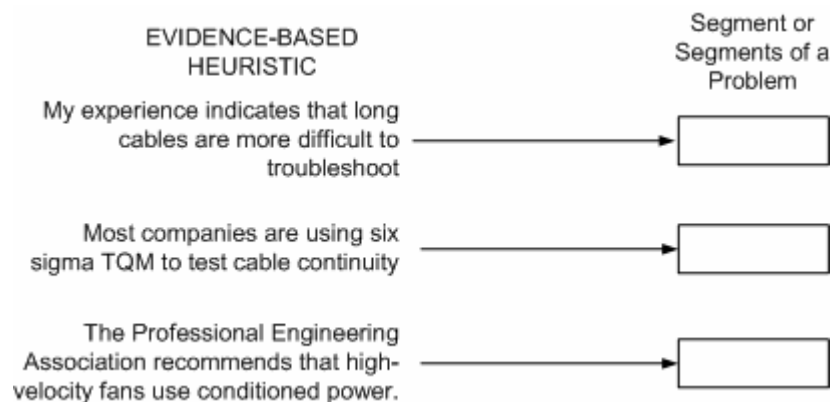 EVIDENCE-BASED
HEURISTIC
Segment or
Segments of a
Problem
My experience indicates that long
cables are more difficult to
troubleshoot
Most companies are using six
sigma TQM to test cable continuity
The Professional Engineering
Association recommends that high-
velocity fans use conditioned power.